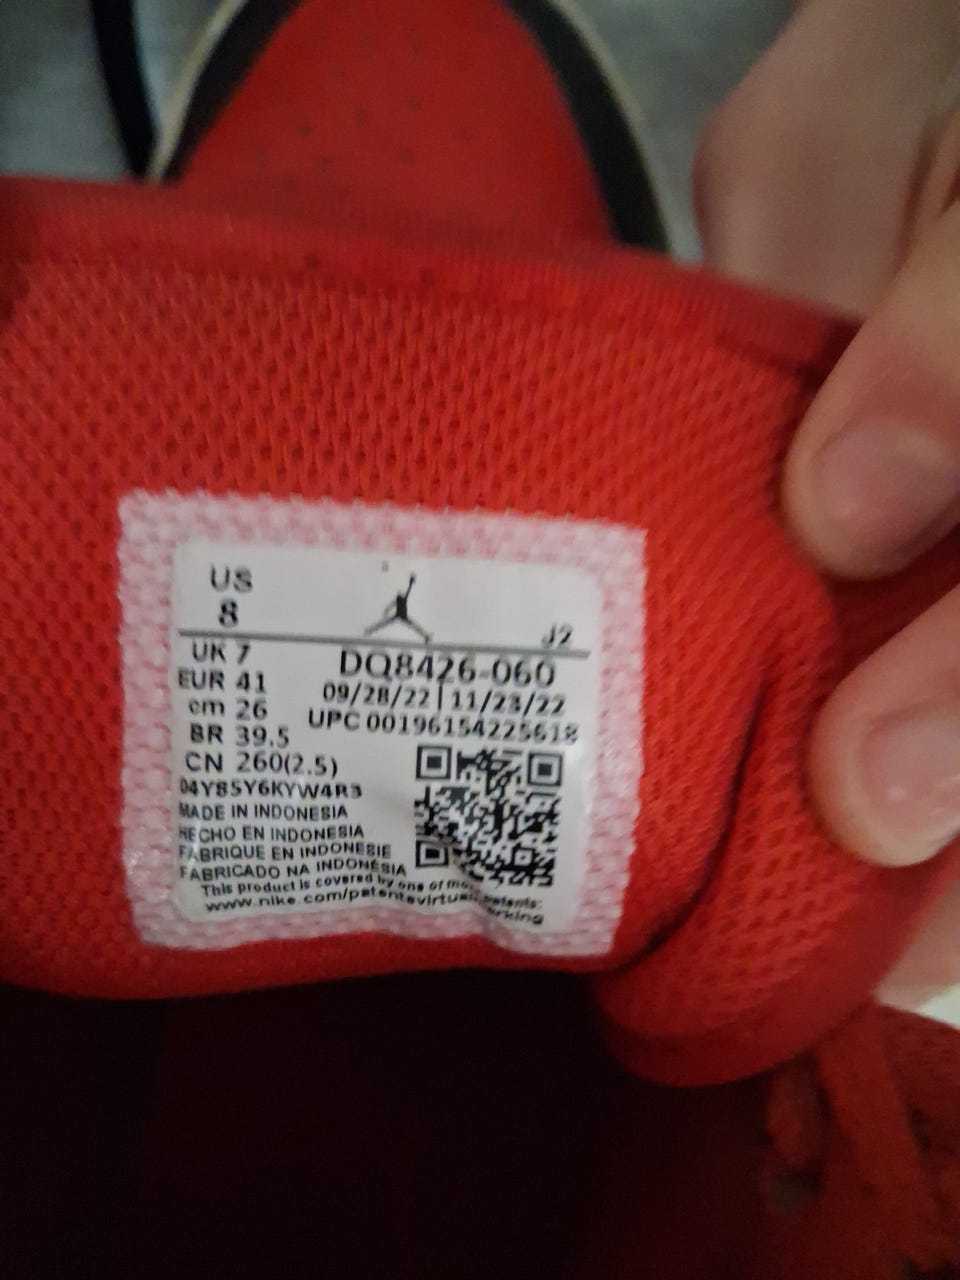 US
8
J2
UK 7
EUR 41
cm 26
BR 39.5
CN 260(2.5)
DQ8426-060
09/28/22 | 11/23/22
UPC 00196154225618
04Y85Y6KYW4R3
MADE IN INDONESIA
HECHO EN INDONESIA
FABRIQUE EN INDONESIE
FABRICADO NA INDONÉSIA
This product is covered by one or more patents:
www.nike.com/patentsvirtualmarking